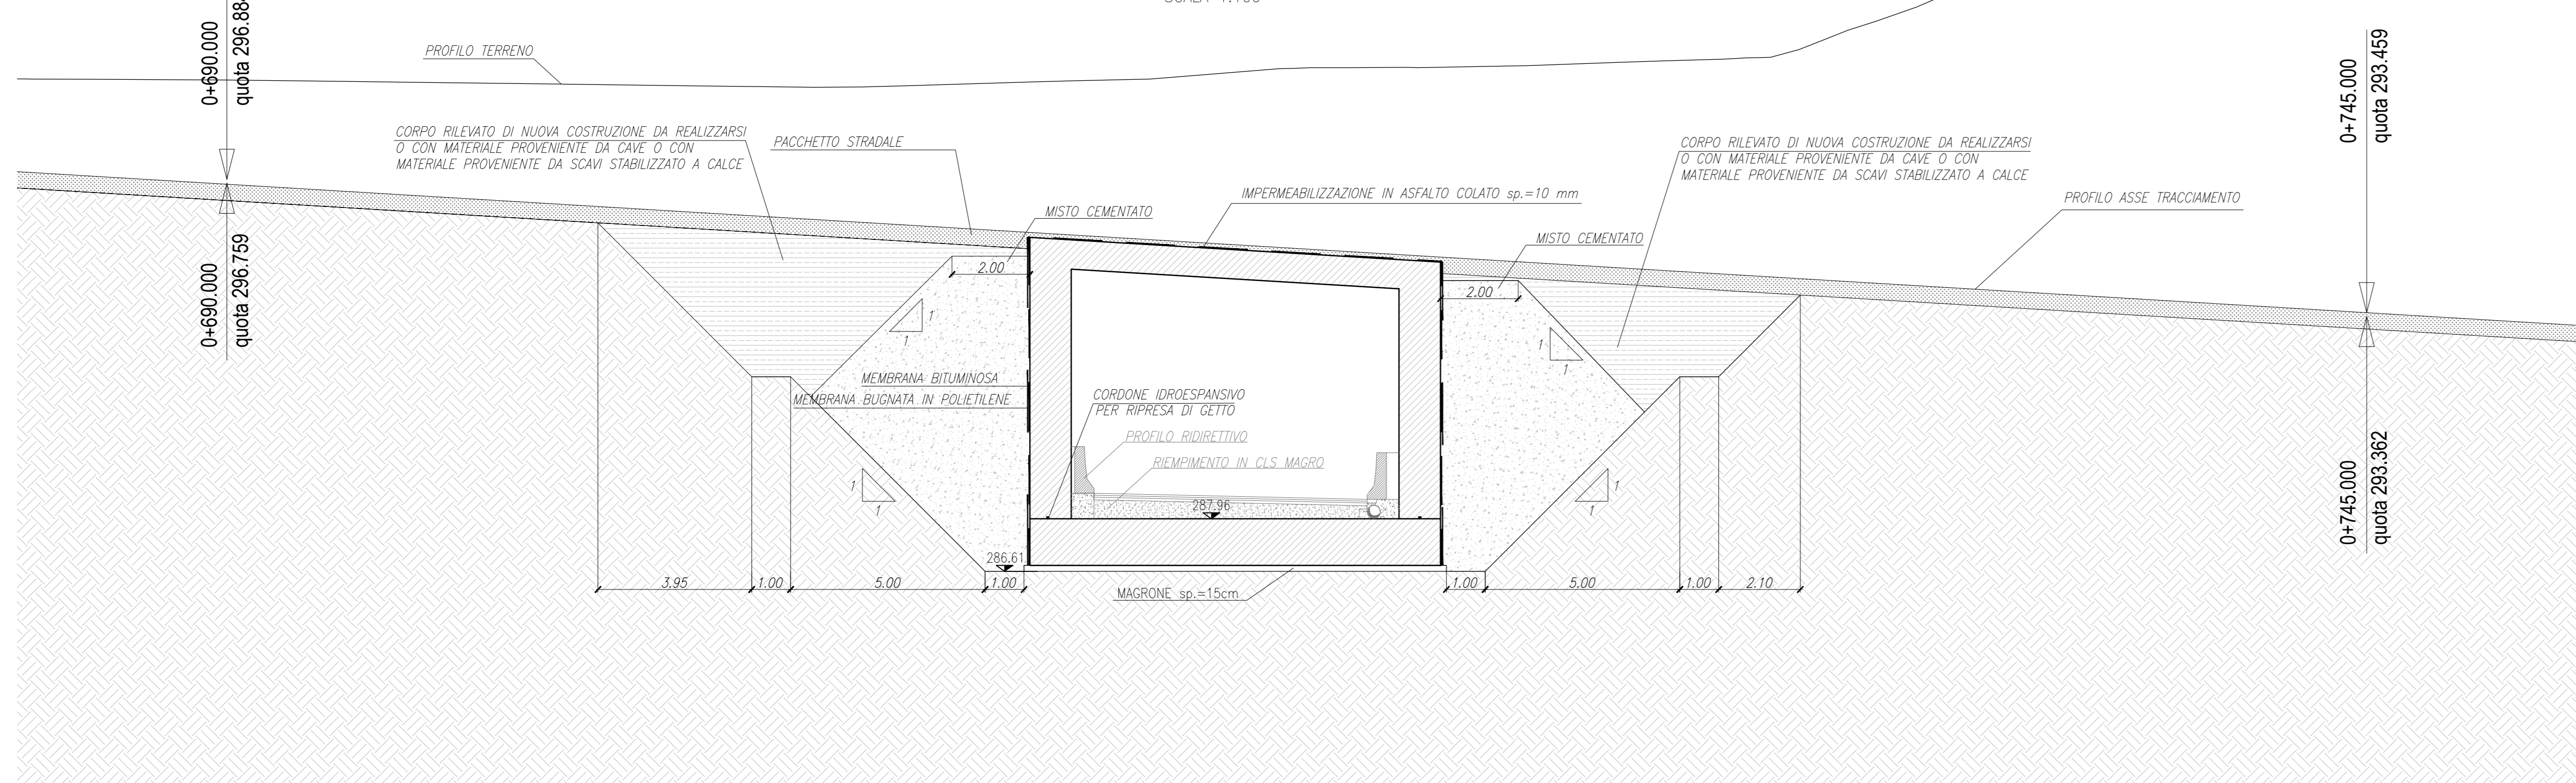 0+690.000
quota 296.884
PROFILO TERRENO
0+745.000
quota 293.459
CORPO RILEVATO DI NUOVA COSTRUZIONE DA REALIZZARSI
O CON MATERIALE PROVENIENTE DA CAVE O CON
MATERIALE PROVENIENTE DA SCAVI STABILIZZATO A CALCE
PACCHETTO STRADALE
CORPO RILEVATO DI NUOVA COSTRUZIONE DA REALIZZARSI
O CON MATERIALE PROVENIENTE DA CAVE O CON
MATERIALE PROVENIENTE DA SCAVI STABILIZZATO A CALCE
IMPERMEABILIZZAZIONE IN ASFALTO COLATO sp.=10 mm
PROFILO ASSE TRACCIAMENTO
MISTO CEMENTATO
MISTO CEMENTATO
0+690.000
quota 296.759
2.00
2.00
1
1
1
1
MEMBRANA BITUMINOSA
MEMBRANA BUGNATA IN POLIETILENE
CORDONE IDROESPANSIVO
PER RIPRESA DI GETTO
PROFILO RIDIRETTIVO
RIEMPIMENTO IN CLS MAGRO
0+745.000
quota 293.362
1
1
1
1
287.96
286.61
3.95
1.00
5.00
1.00
1.00
5.00
1.00
2.10
MAGRONE sp.=15cm